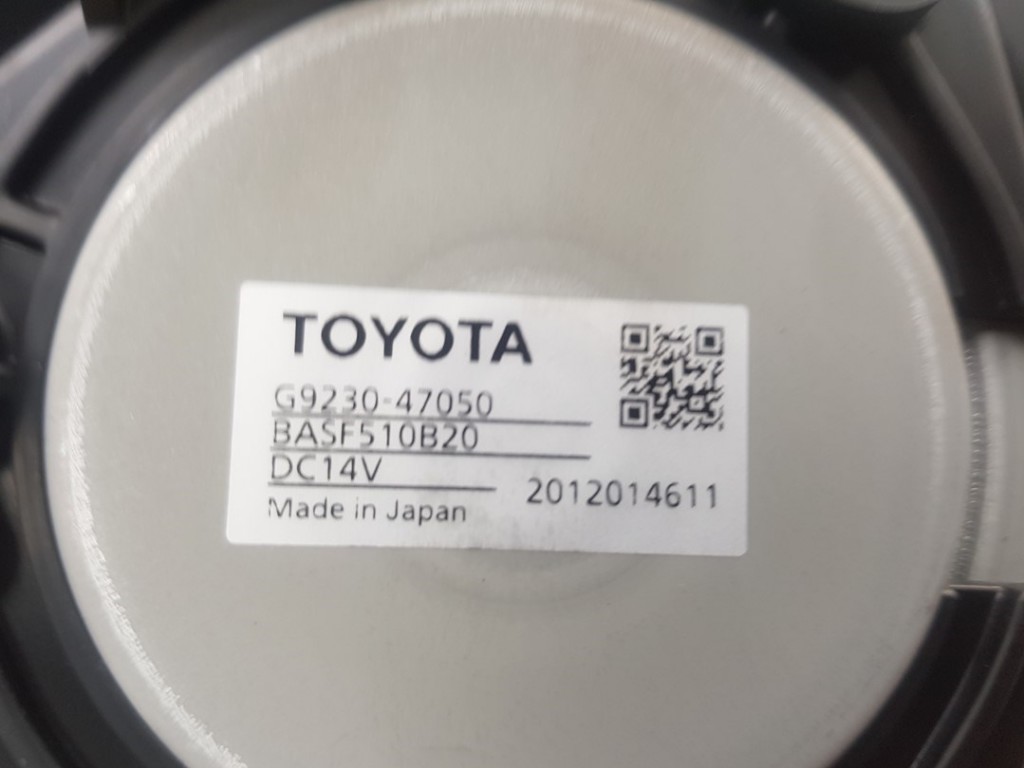 TOYOTA
G9230-47050
BASF510B20
DC14V
2012014611
Made in Japan